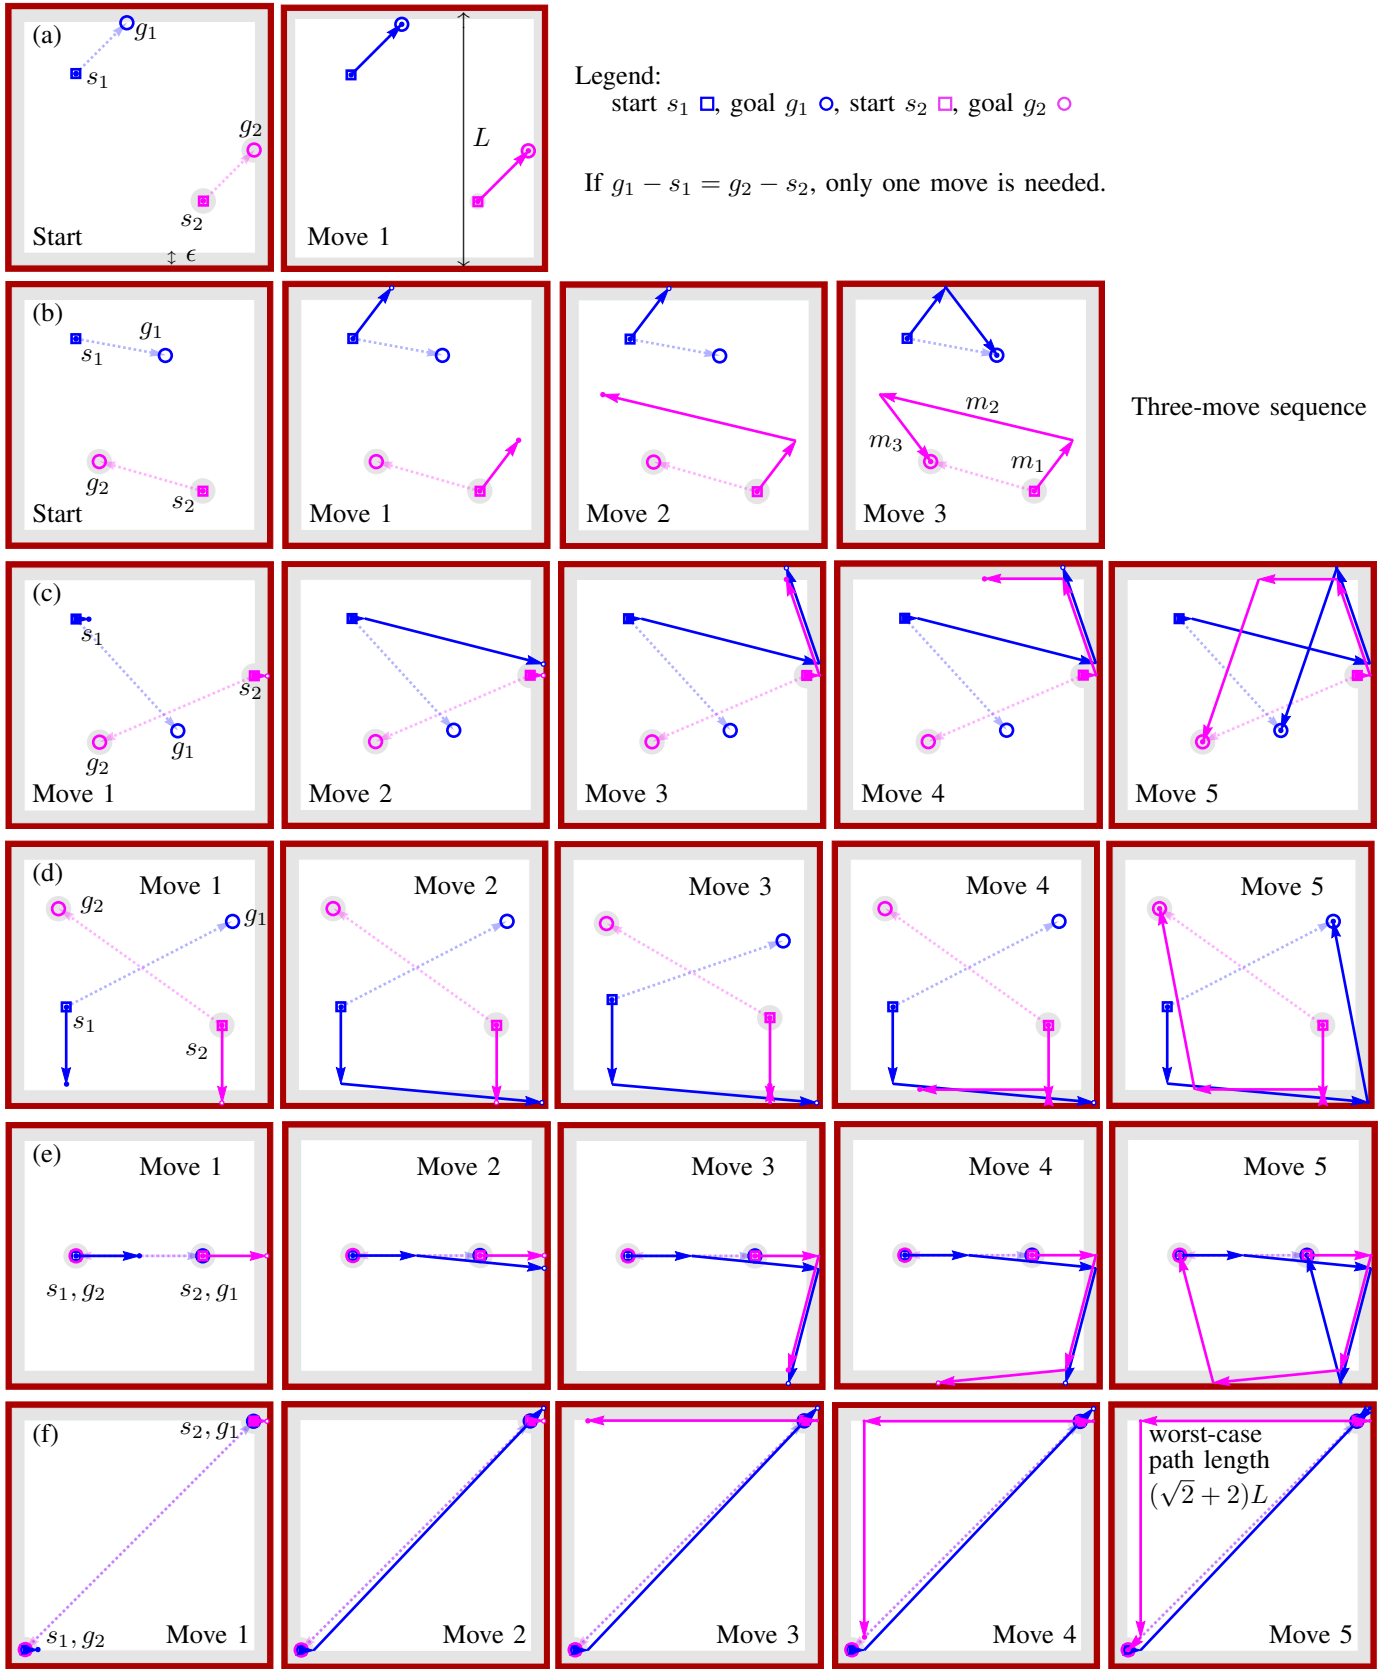 (a)
g₁
s₁
g₂
s₂
Start
ϵ
Move 1
L
Legend:
start s₁ □, goal g₁ ○, start s₂ □, goal g₂ ○
If g₁ − s₁ = g₂ − s₂, only one move is needed.
(b)
g₁
s₁
g₂
s₂
Start
Move 1
Move 2
m₂
m₃
m₁
Move 3
Three-move sequence
(c)
s₁
s₂
g₁
g₂
Move 1
Move 2
Move 3
Move 4
Move 5
(d)
Move 1
g₂
g₁
s₁
s₂
Move 2
Move 3
Move 4
Move 5
(e)
Move 1
s₁, g₂
s₂, g₁
Move 2
Move 3
Move 4
Move 5
(f)
s₂, g₁
s₁, g₂
Move 1
Move 2
Move 3
Move 4
worst-case
path length
(√2 + 2)L
Move 5